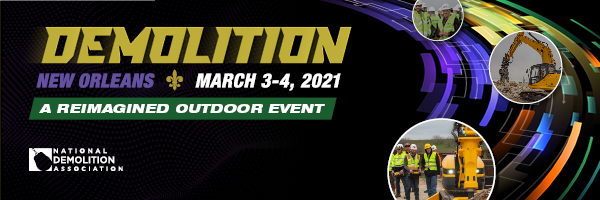 DEMOLITION
NEW ORLEANS MARCH 3-4, 2021
A REIMAGINED OUTDOOR EVENT
NATIONAL
DEMOLITION
ASSOCIATION